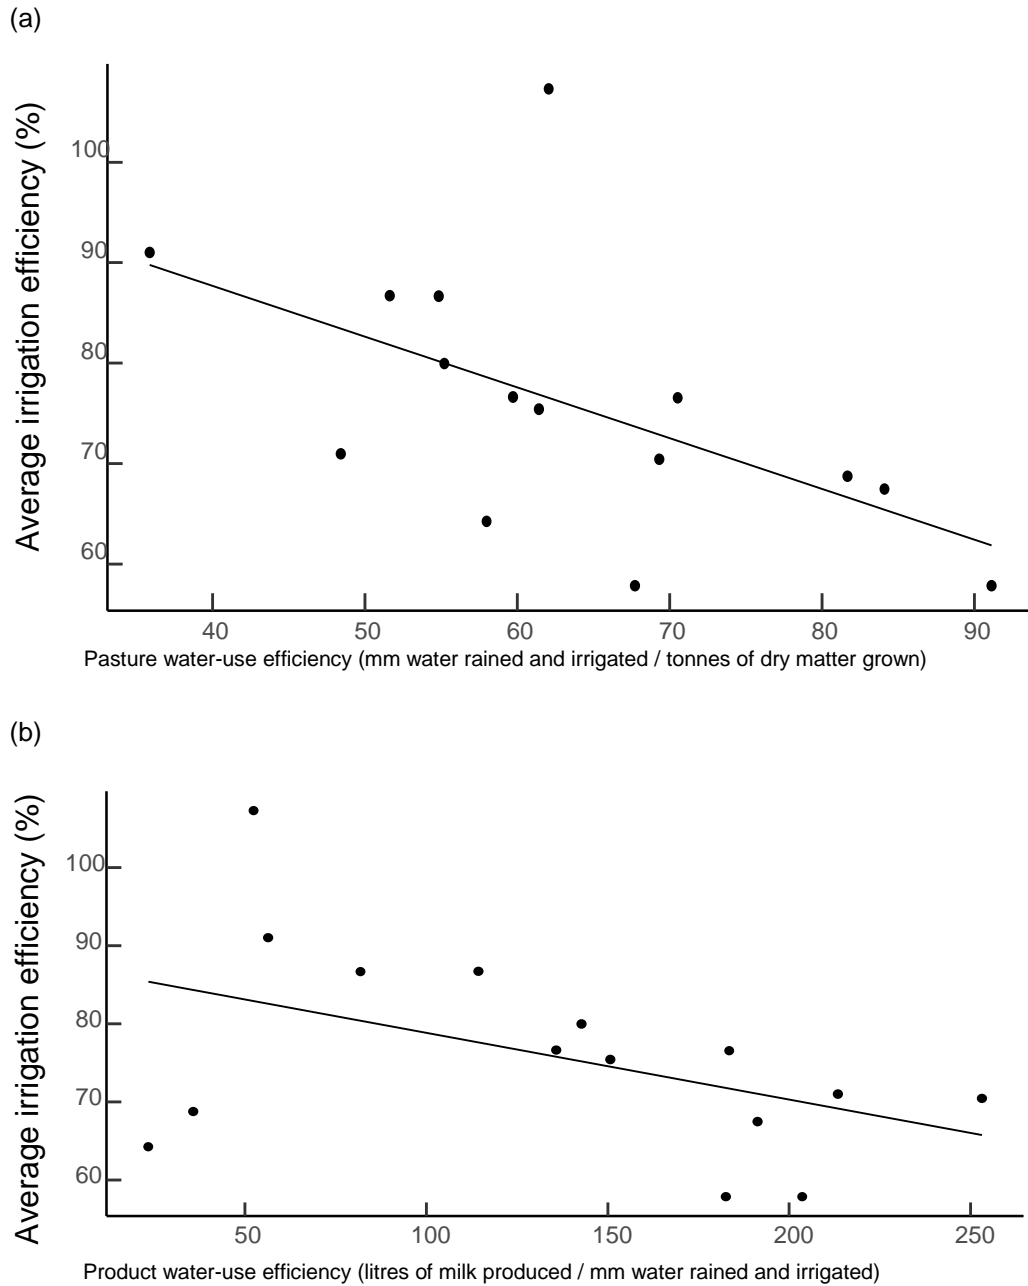 (a)
Average irrigation efficiency (%)
100
90
80
70
60
40 50 60 70 80 90
Pasture water-use efficiency (mm water rained and irrigated / tonnes of dry matter grown)
(b)
Average irrigation efficiency (%)
100
90
80
70
60
50 100 150 200 250
Product water-use efficiency (litres of milk produced / mm water rained and irrigated)